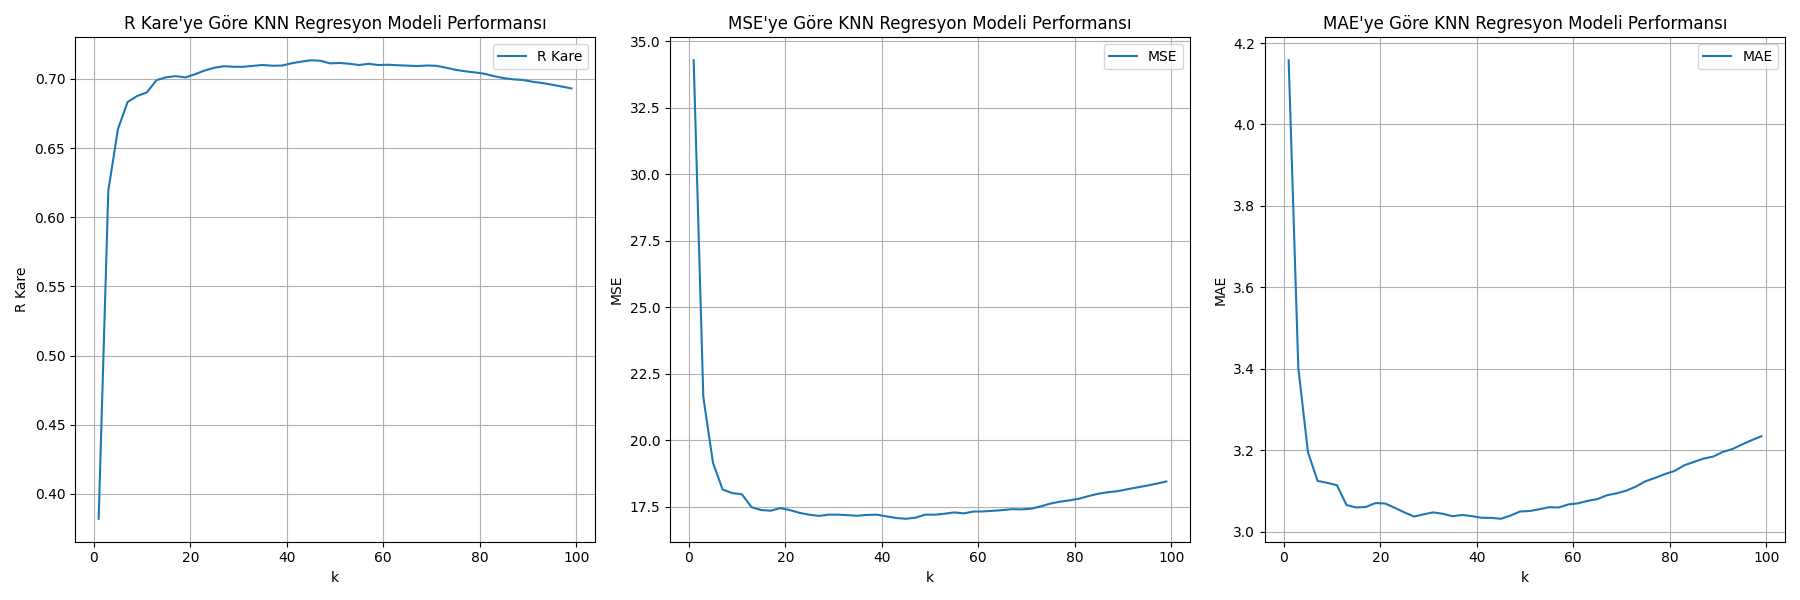 R Kare'ye Göre KNN Regresyon Modeli Performansı
R Kare
0.70
0.65
0.60
0.55
0.50
0.45
0.40
R Kare
0 20 40 60 80 100
k
MSE'ye Göre KNN Regresyon Modeli Performansı
MSE
35.0
32.5
30.0
27.5
25.0
22.5
20.0
17.5
MSE
0 20 40 60 80 100
k
MAE'ye Göre KNN Regresyon Modeli Performansı
MAE
4.2
4.0
3.8
3.6
3.4
3.2
3.0
MAE
0 20 40 60 80 100
k